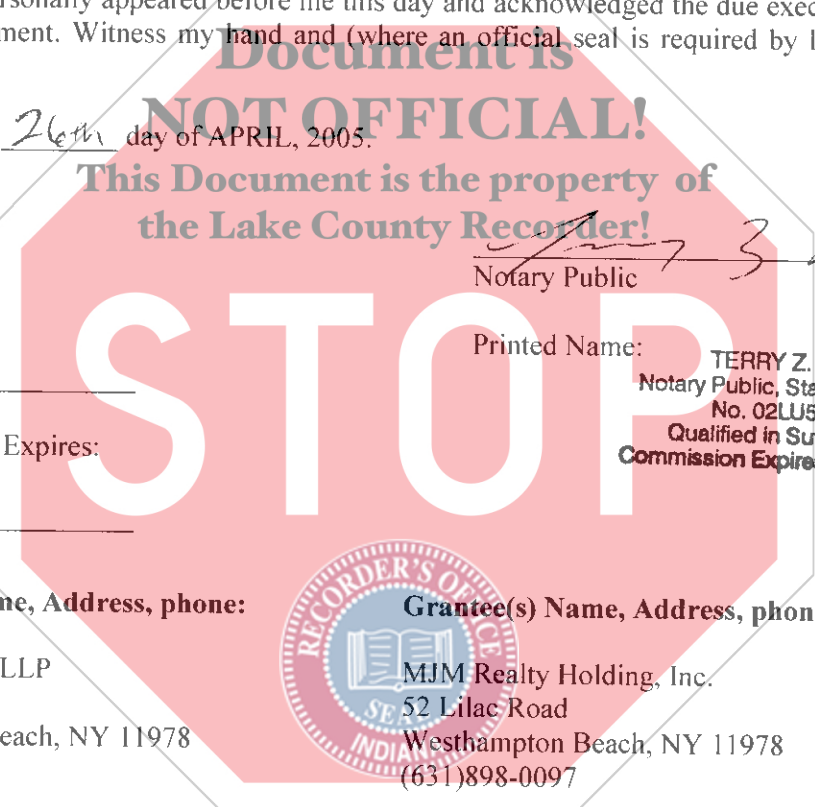 rsonally appeared before me this day and acknowledged the due exec
ment. Witness my hand and (where an official seal is required by l
Document is
NOT OFFICIAL!
26th day of APRIL, 2005.
This Document is the property of
the Lake County Recorder!
Notary Public
STOP
Printed Name:
TERRY Z.
Notary Public, Sta
No. 02LU5
Qualified in Su
Commission Expire
Expires:
RECORDER'S OFFICE
SEAL
INDIANA
me, Address, phone:
Grantee(s) Name, Address, phon
LLP
MJM Realty Holding, Inc.
52 Lilac Road
each, NY 11978
Westhampton Beach, NY 11978
(631)898-0097